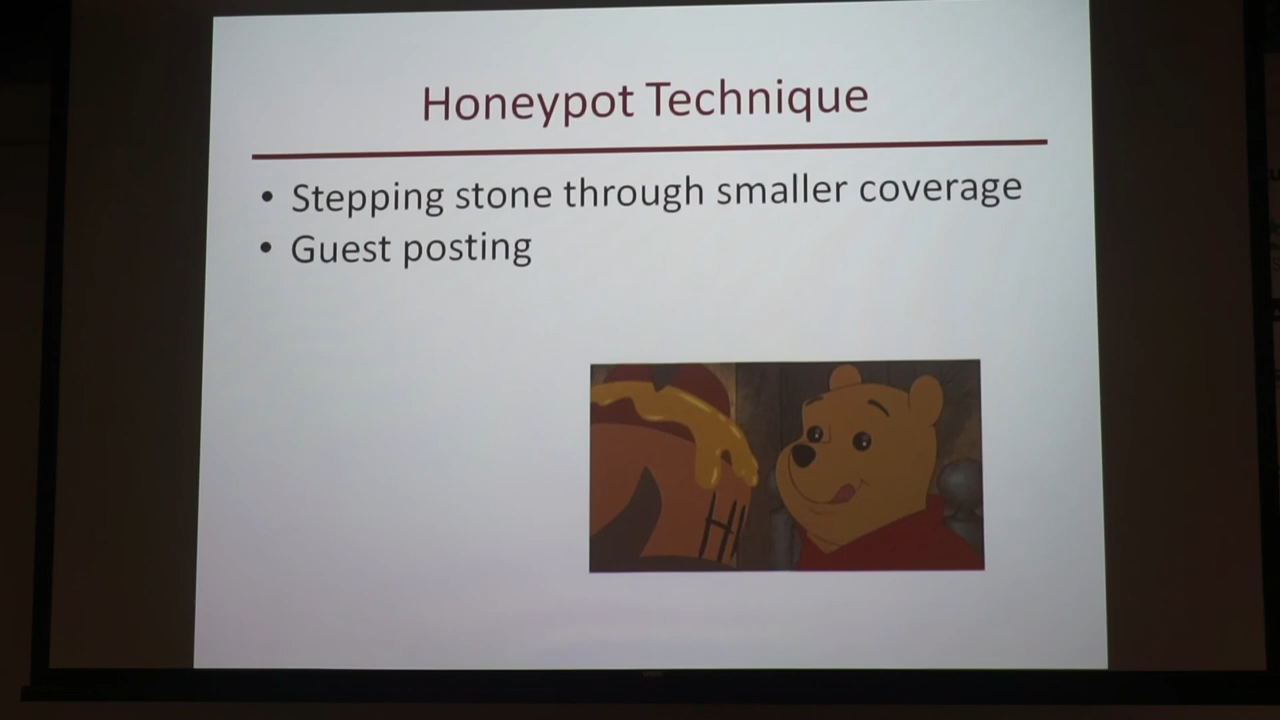 Honeypot Technique
• Stepping stone through smaller coverage
• Guest posting
H